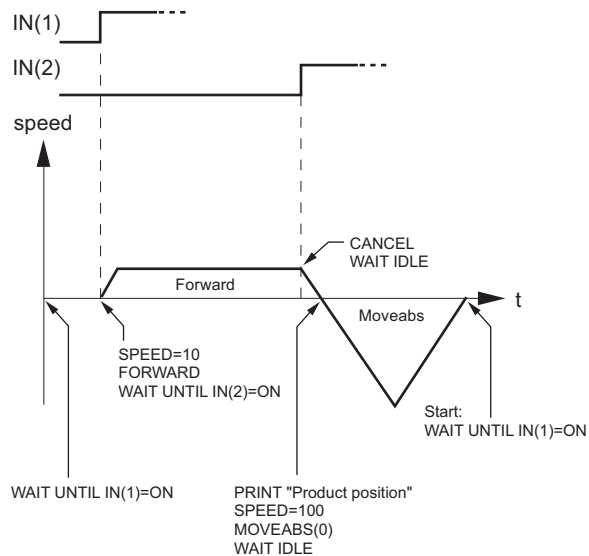 IN(1)
IN(2)
speed
CANCEL
WAIT IDLE
Forward
t
Moveabs
SPEED=10
FORWARD
WAIT UNTIL IN(2)=ON
Start:
WAIT UNTIL IN(1)=ON
WAIT UNTIL IN(1)=ON
PRINT "Product position"
SPEED=100
MOVEABS(0)
WAIT IDLE